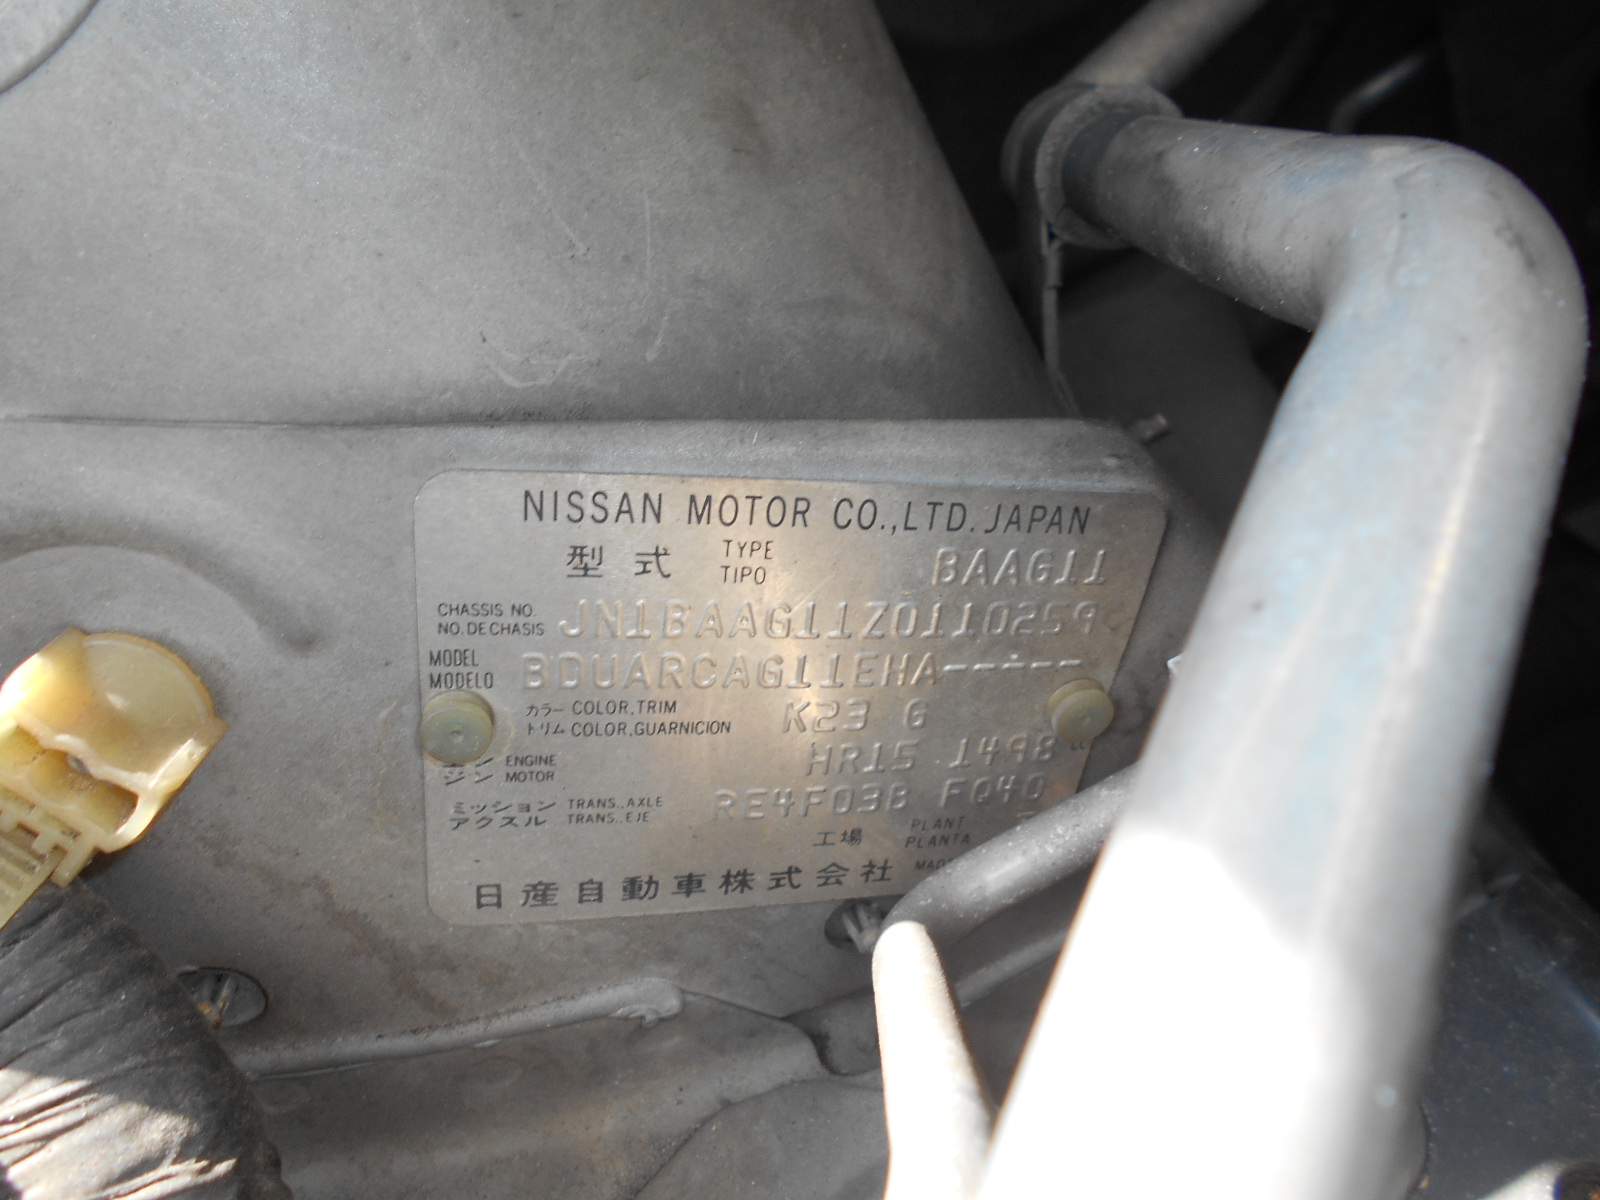 NISSAN MOTOR CO.,LTD. JAPAN
型式 TYPE TIPO BAAG11
CHASSIS NO. NO. DE CHASIS JN1BAAG11Z0110259
MODEL MODELO BDUARCAG11EHA-----
カラー COLOR,TRIM トリム COLOR,GUARNICION K23 G
ジン ENGINE MOTOR HR15 1498 cc
ミッション TRANS.,AXLE アクスル TRANS.,EJE RE4F03B FQ40
工場 PLANT PLANTA
日産自動車株式会社